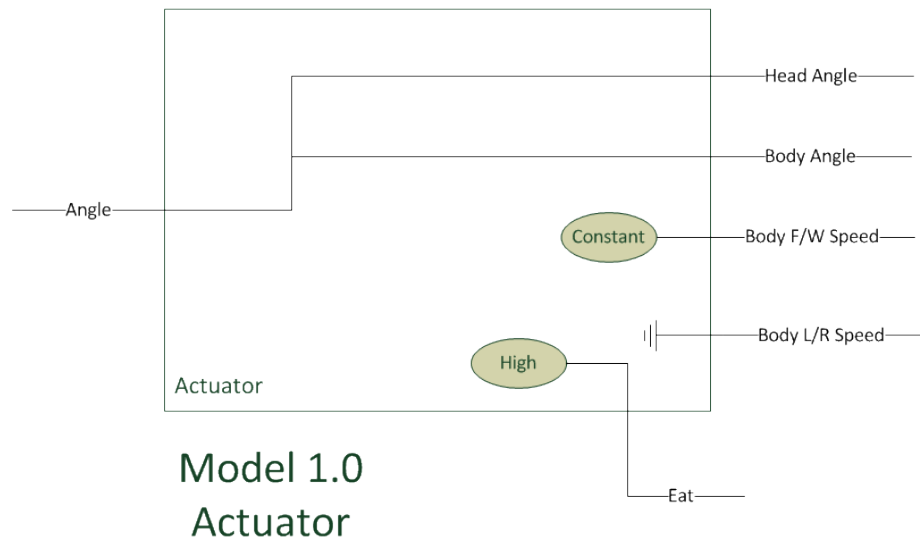 Head Angle
Body Angle
Angle
Constant
Body F/W Speed
Body L/R Speed
High
Actuator
Model 1.0
Actuator
Eat